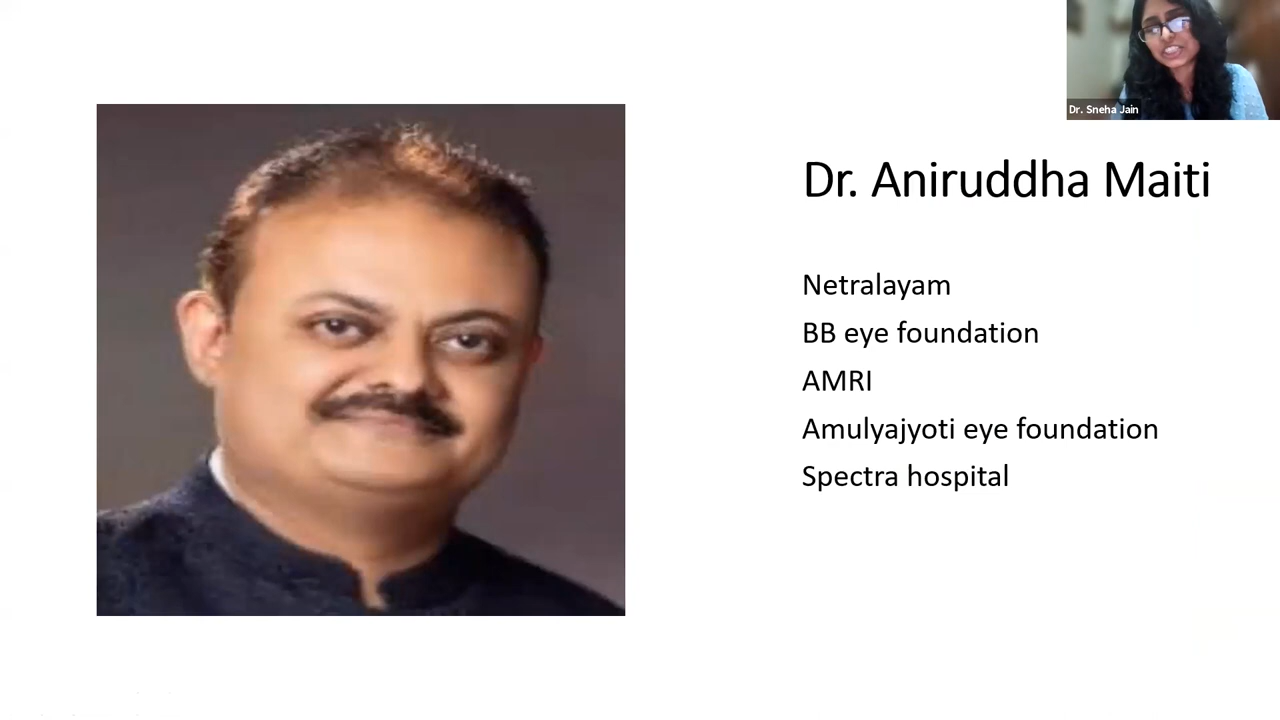 Dr. Sneha Jain
Dr. Aniruddha Maiti
Netralayam
BB eye foundation
AMRI
Amulyajyoti eye foundation
Spectra hospital